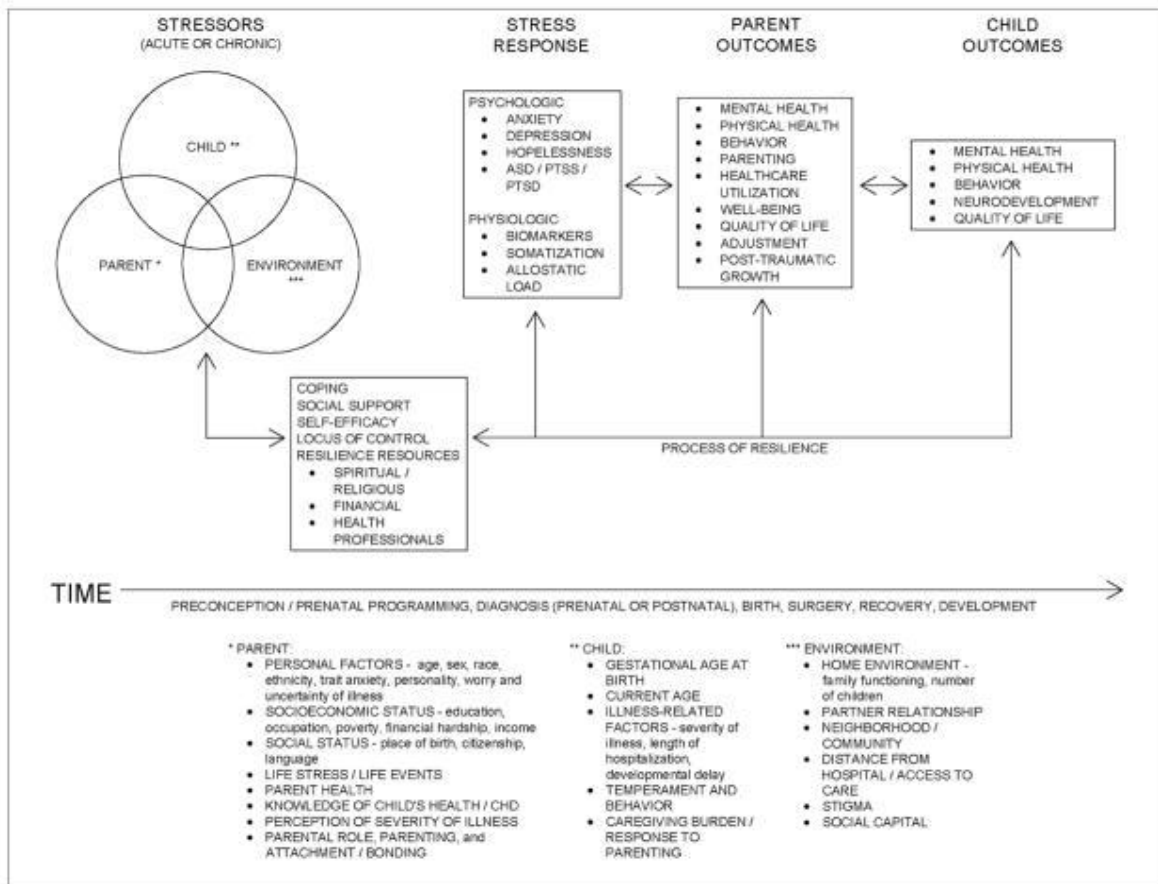 STRESSORS
(ACUTE OR CHRONIC)
STRESS
RESPONSE
PARENT
OUTCOMES
CHILD
OUTCOMES
CHILD **
PARENT *
ENVIRONMENT
***
PSYCHOLOGIC
• ANXIETY
• DEPRESSION
• HOPELESSNESS
• ASD / PTSS /
PTSD
PHYSIOLOGIC
• BIOMARKERS
• SOMATIZATION
• ALLOSTATIC
LOAD
• MENTAL HEALTH
• PHYSICAL HEALTH
• BEHAVIOR
• PARENTING
• HEALTHCARE
UTILIZATION
• WELL-BEING
• QUALITY OF LIFE
• ADJUSTMENT
• POST-TRAUMATIC
GROWTH
• MENTAL HEALTH
• PHYSICAL HEALTH
• BEHAVIOR
• NEURODEVELOPMENT
• QUALITY OF LIFE
COPING
SOCIAL SUPPORT
SELF-EFFICACY
LOCUS OF CONTROL
RESILIENCE RESOURCES
• SPIRITUAL /
RELIGIOUS
• FINANCIAL
• HEALTH
PROFESSIONALS
PROCESS OF RESILIENCE
TIME
PRECONCEPTION / PRENATAL PROGRAMMING, DIAGNOSIS (PRENATAL OR POSTNATAL), BIRTH, SURGERY, RECOVERY, DEVELOPMENT
* PARENT:
• PERSONAL FACTORS - age, sex, race,
ethnicity, trait anxiety, personality, worry and
uncertainty of illness
• SOCIOECONOMIC STATUS - education,
occupation, poverty, financial hardship, income
• SOCIAL STATUS - place of birth, citizenship,
language
• LIFE STRESS / LIFE EVENTS
• PARENT HEALTH
• KNOWLEDGE OF CHILD'S HEALTH / CHD
• PERCEPTION OF SEVERITY OF ILLNESS
• PARENTAL ROLE, PARENTING, and
ATTACHMENT / BONDING
** CHILD:
• GESTATIONAL AGE AT
BIRTH
• CURRENT AGE
• ILLNESS-RELATED
FACTORS - severity of
illness, length of
hospitalization,
developmental delay
• TEMPERAMENT AND
BEHAVIOR
• CAREGIVING BURDEN /
RESPONSE TO
PARENTING
*** ENVIRONMENT:
• HOME ENVIRONMENT -
family functioning, number
of children
• PARTNER RELATIONSHIP
• NEIGHBORHOOD /
COMMUNITY
• DISTANCE FROM
HOSPITAL / ACCESS TO
CARE
• STIGMA
• SOCIAL CAPITAL